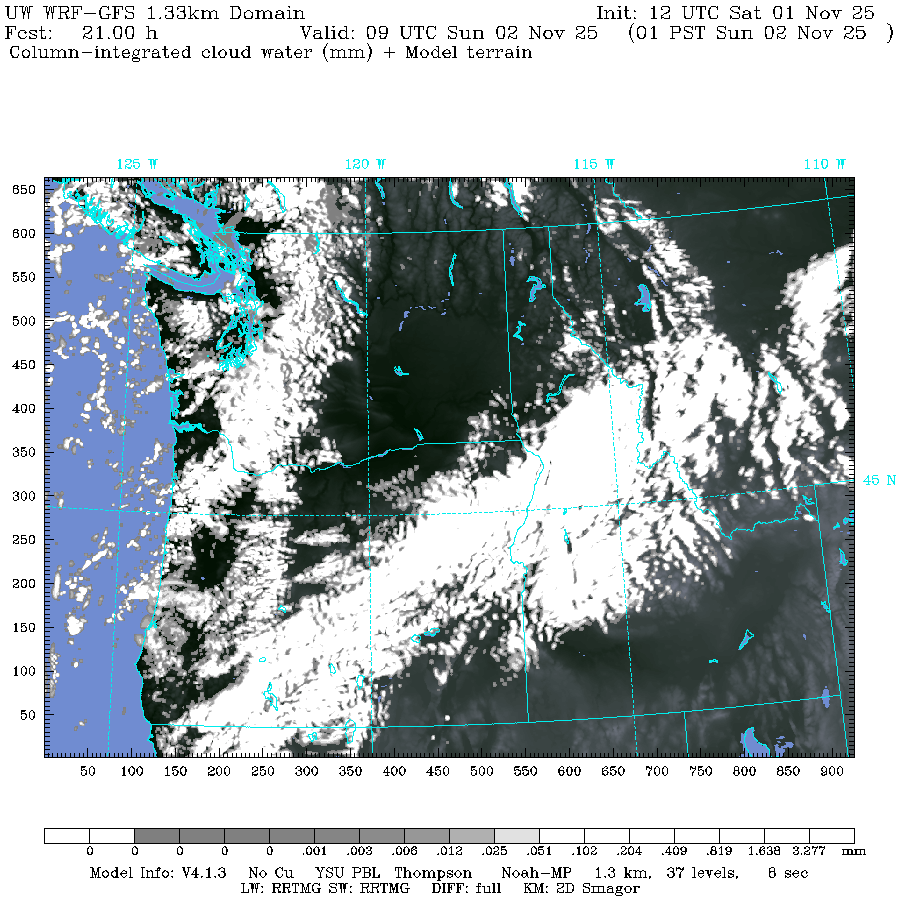 UW WRF-GFS 1.33km Domain Init: 12 UTC Sat 01 Nov 25
Fcst: 21.00 h Valid: 09 UTC Sun 02 Nov 25 (01 PST Sun 02 Nov 25 )
Column-integrated cloud water (mm) + Model terrain
125 W 120 W 115 W 110 W
650
600
550
500
450
400
350
45 N
300
250
200
150
100
50
50 100 150 200 250 300 350 400 450 500 550 600 650 700 750 800 850 900
0 0 0 0 0 .001 .003 .006 .012 .025 .051 .102 .204 .409 .819 1.638 3.277 mm
Model Info: V4.1.3 No Cu YSU PBL Thompson Noah-MP 1.3 km, 37 levels, 8 sec
LW: RRTMG SW: RRTMG DIFF: full KM: 2D Smagor